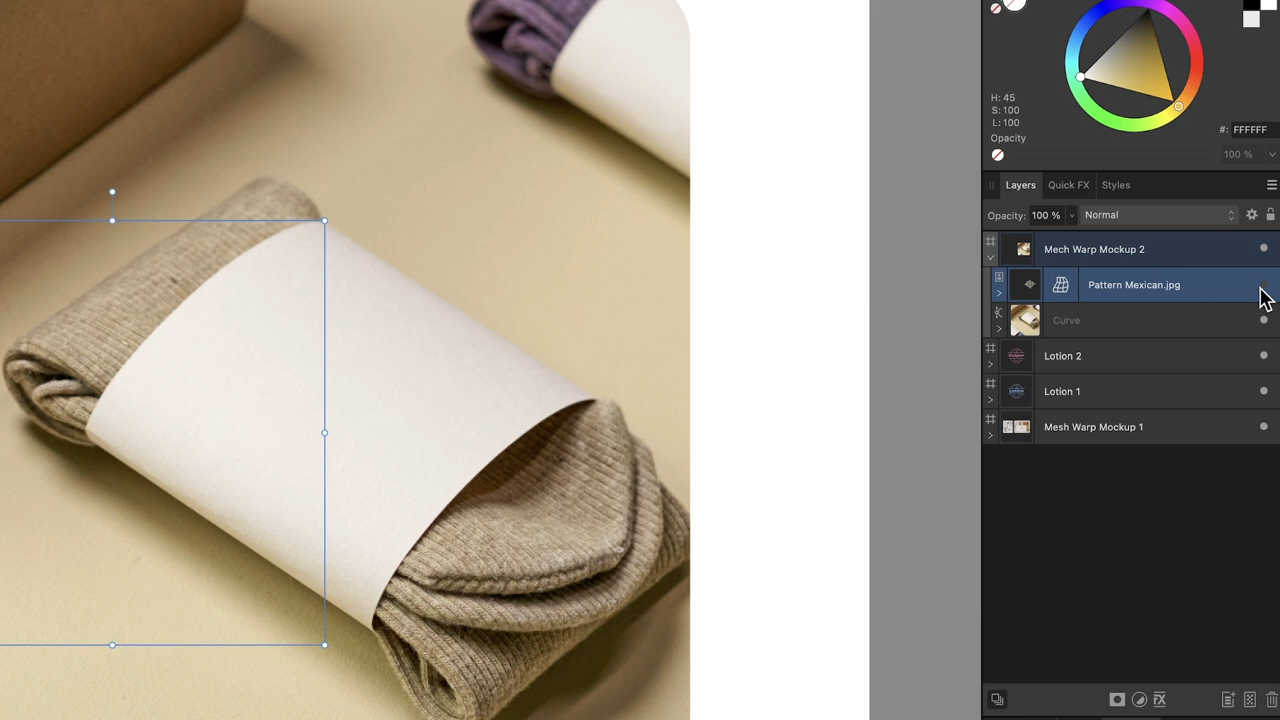 H: 45
S: 100
L: 100
#: FFFFFF
Opacity
100 %
Layers Quick FX Styles
Opacity: 100 % Normal
Mech Warp Mockup 2
Pattern Mexican.jpg
Curve
Lotion 2
Lotion 1
Mesh Warp Mockup 1